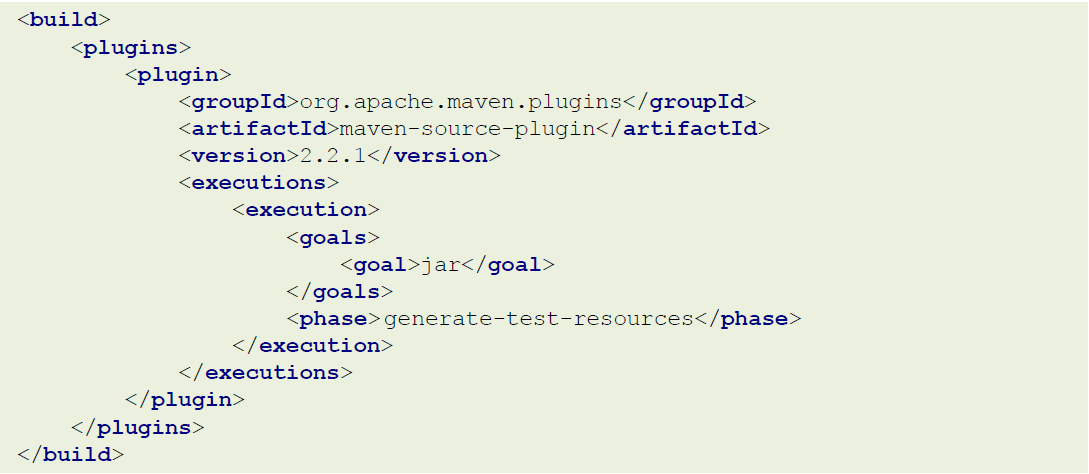 <build>
    <plugins>
        <plugin>
            <groupId>org.apache.maven.plugins</groupId>
            <artifactId>maven-source-plugin</artifactId>
            <version>2.2.1</version>
            <executions>
                <execution>
                    <goals>
                        <goal>jar</goal>
                    </goals>
                    <phase>generate-test-resources</phase>
                </execution>
            </executions>
        </plugin>
    </plugins>
</build>